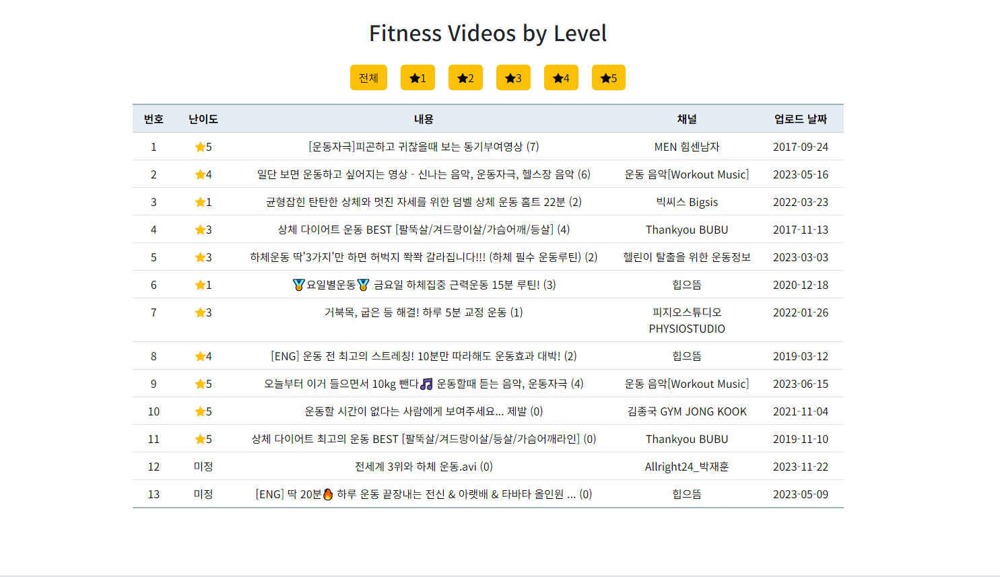 Fitness Videos by Level
전체 ★1 ★2 ★3 ★4 ★5
번호 난이도 내용 채널 업로드 날짜
1 ★5 [운동자극]피곤하고 귀찮을때 보는 동기부여영상 (7) MEN 힘센남자 2017-09-24
2 ★4 일단 보면 운동하고 싶어지는 영상 - 신나는 음악, 운동자극, 헬스장 음악 (6) 운동 음악[Workout Music] 2023-05-16
3 ★1 균형잡힌 탄탄한 상체와 멋진 자세를 위한 덤벨 상체 운동 홈트 22분 (2) 빅씨스 Bigsis 2022-03-23
4 ★3 상체 다이어트 운동 BEST [팔뚝살/겨드랑이살/가슴어깨/등살] (4) Thankyou BUBU 2017-11-13
5 ★3 하체운동 딱'3가지'만 하면 허벅지 쫙쫙 갈라집니다!!! (하체 필수 운동루틴) (2) 헬린이 탈출을 위한 운동정보 2023-03-03
6 ★1 🏅요일별운동🏅 금요일 하체집중 근력운동 15분 루틴! (3) 힙으뜸 2020-12-18
7 ★3 거북목, 굽은 등 해결! 하루 5분 교정 운동 (1) 피지오스튜디오 2022-01-26
PHYSIOSTUDIO
8 ★4 [ENG] 운동 전 최고의 스트레칭! 10분만 따라해도 운동효과 대박! (2) 힙으뜸 2019-03-12
9 ★5 오늘부터 이거 들으면서 10kg 뺀다🎵 운동할때 듣는 음악, 운동자극 (4) 운동 음악[Workout Music] 2023-06-15
10 ★5 운동할 시간이 없다는 사람에게 보여주세요... 제발 (0) 김종국 GYM JONG KOOK 2021-11-04
11 ★5 상체 다이어트 최고의 운동 BEST [팔뚝살/겨드랑이살/등살/가슴어깨라인] (0) Thankyou BUBU 2019-11-10
12 미정 전세계 3위와 하체 운동.avi (0) Allright24_박재훈 2023-11-22
13 미정 [ENG] 딱 20분🔥 하루 운동 끝장내는 전신 & 아랫배 & 타바타 올인원 ... (0) 힙으뜸 2023-05-09